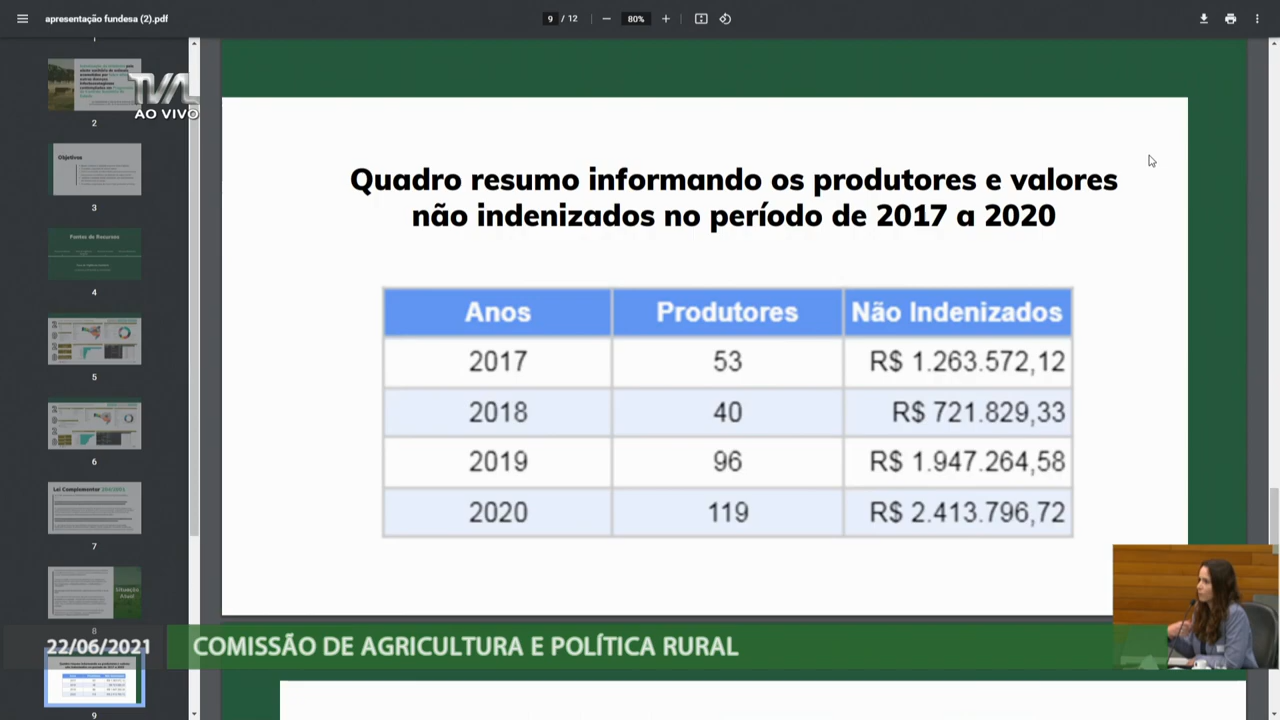 apresentação fundesa (2).pdf
9 / 12
80%
TVAL
AO VIVO
2
Objetivos
3
Fontes de Recursos
4
5
6
7
Situação
Atual
8
9
Quadro resumo informando os produtores e valores
não indenizados no período de 2017 a 2020
Anos Produtores Não Indenizados
2017 53 R$ 1.263.572,12
2018 40 R$ 721.829,33
2019 96 R$ 1.947.264,58
2020 119 R$ 2.413.796,72
22/06/2021 COMISSÃO DE AGRICULTURA E POLÍTICA RURAL